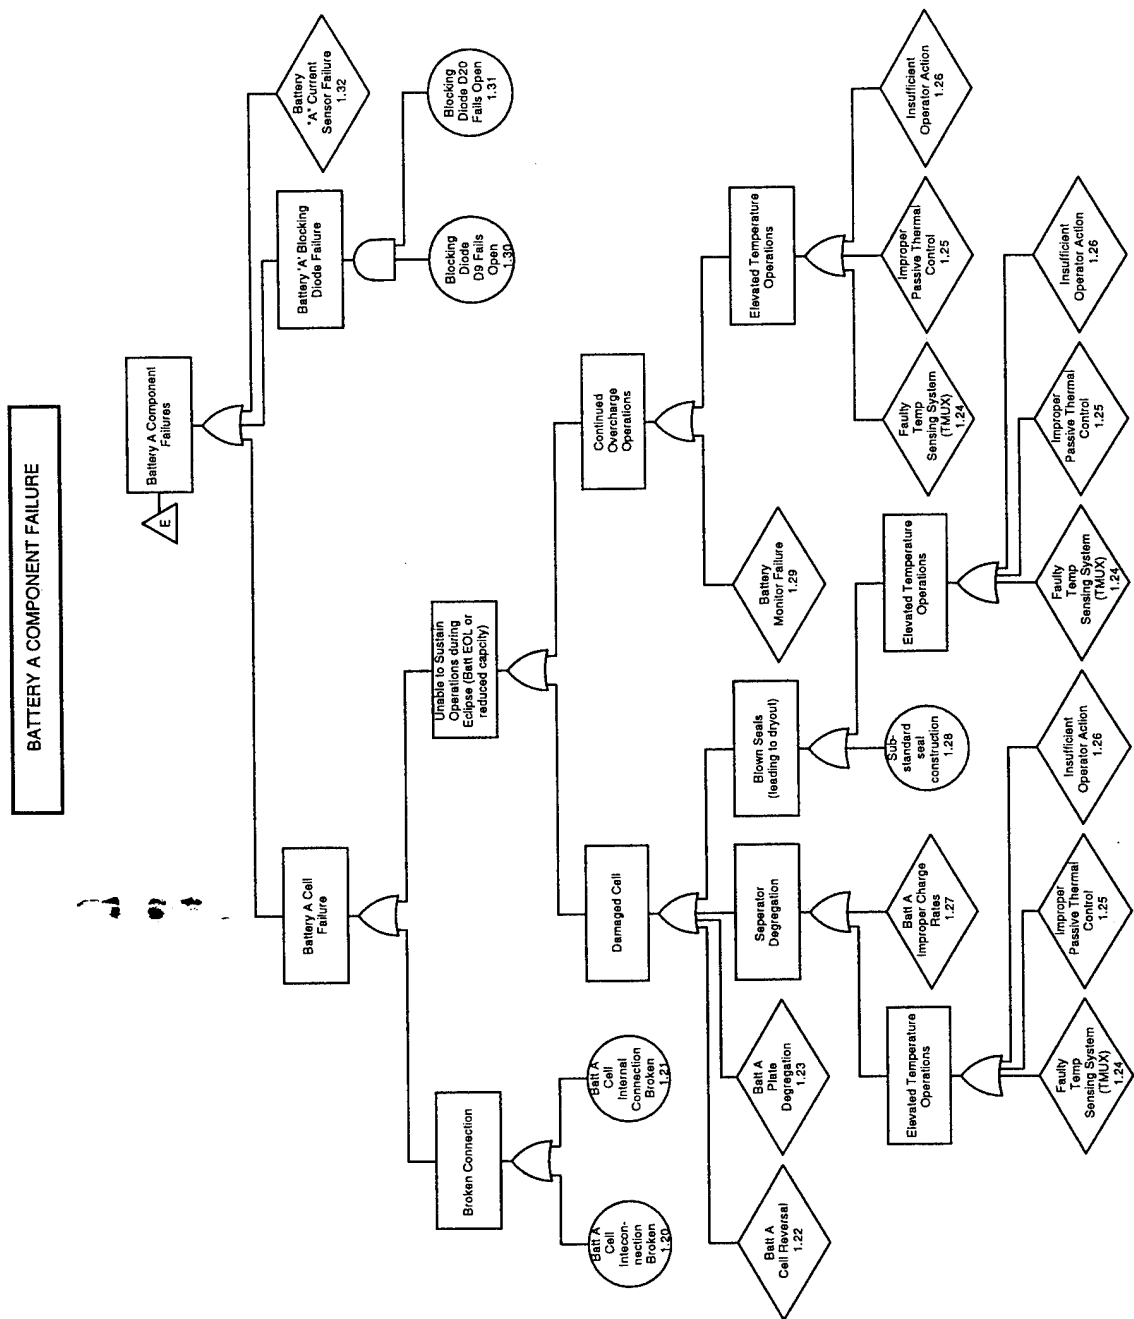 BATTERY A COMPONENT FAILURE
E
Battery A Component
Failures
Battery A Cell
Failure
Battery 'A' Blocking
Diode Failure
Battery
"A" Current
Sensor Failure
1.32
Broken Connection
Unable to Sustain
Operations during
Eclipse (Batt EOL or
reduced capcity)
Blocking
Diode
D9 Fails
Open
1.30
Blocking
Diode D20
Fails Open
1.31
Batt A
Cell
Intecon-
nection
Broken
1.20
Batt A
Cell
Internal
Connection
Broken
1.21
Damaged Cell
Continued
Overcharge
Operations
Batt A
Cell Reversal
1.22
Batt A
Plate
Degregation
1.23
Seperator
Degregation
Blown Seals
(leading to dryout)
Battery
Monitor Failure
1.29
Elevated Temperature
Operations
Elevated Temperature
Operations
Batt A
Improper Charge
Rates
1.27
Sub-
standard
seal
construction
1.28
Elevated Temperature
Operations
Faulty
Temp
Sensing System
(TMUX)
1.24
Improper
Passive Thermal
Control
1.25
Insufficient
Operator Action
1.26
Faulty
Temp
Sensing System
(TMUX)
1.24
Improper
Passive Thermal
Control
1.25
Insufficient
Operator Action
1.26
Faulty
Temp
Sensing System
(TMUX)
1.24
Improper
Passive Thermal
Control
1.25
Insufficient
Operator Action
1.26